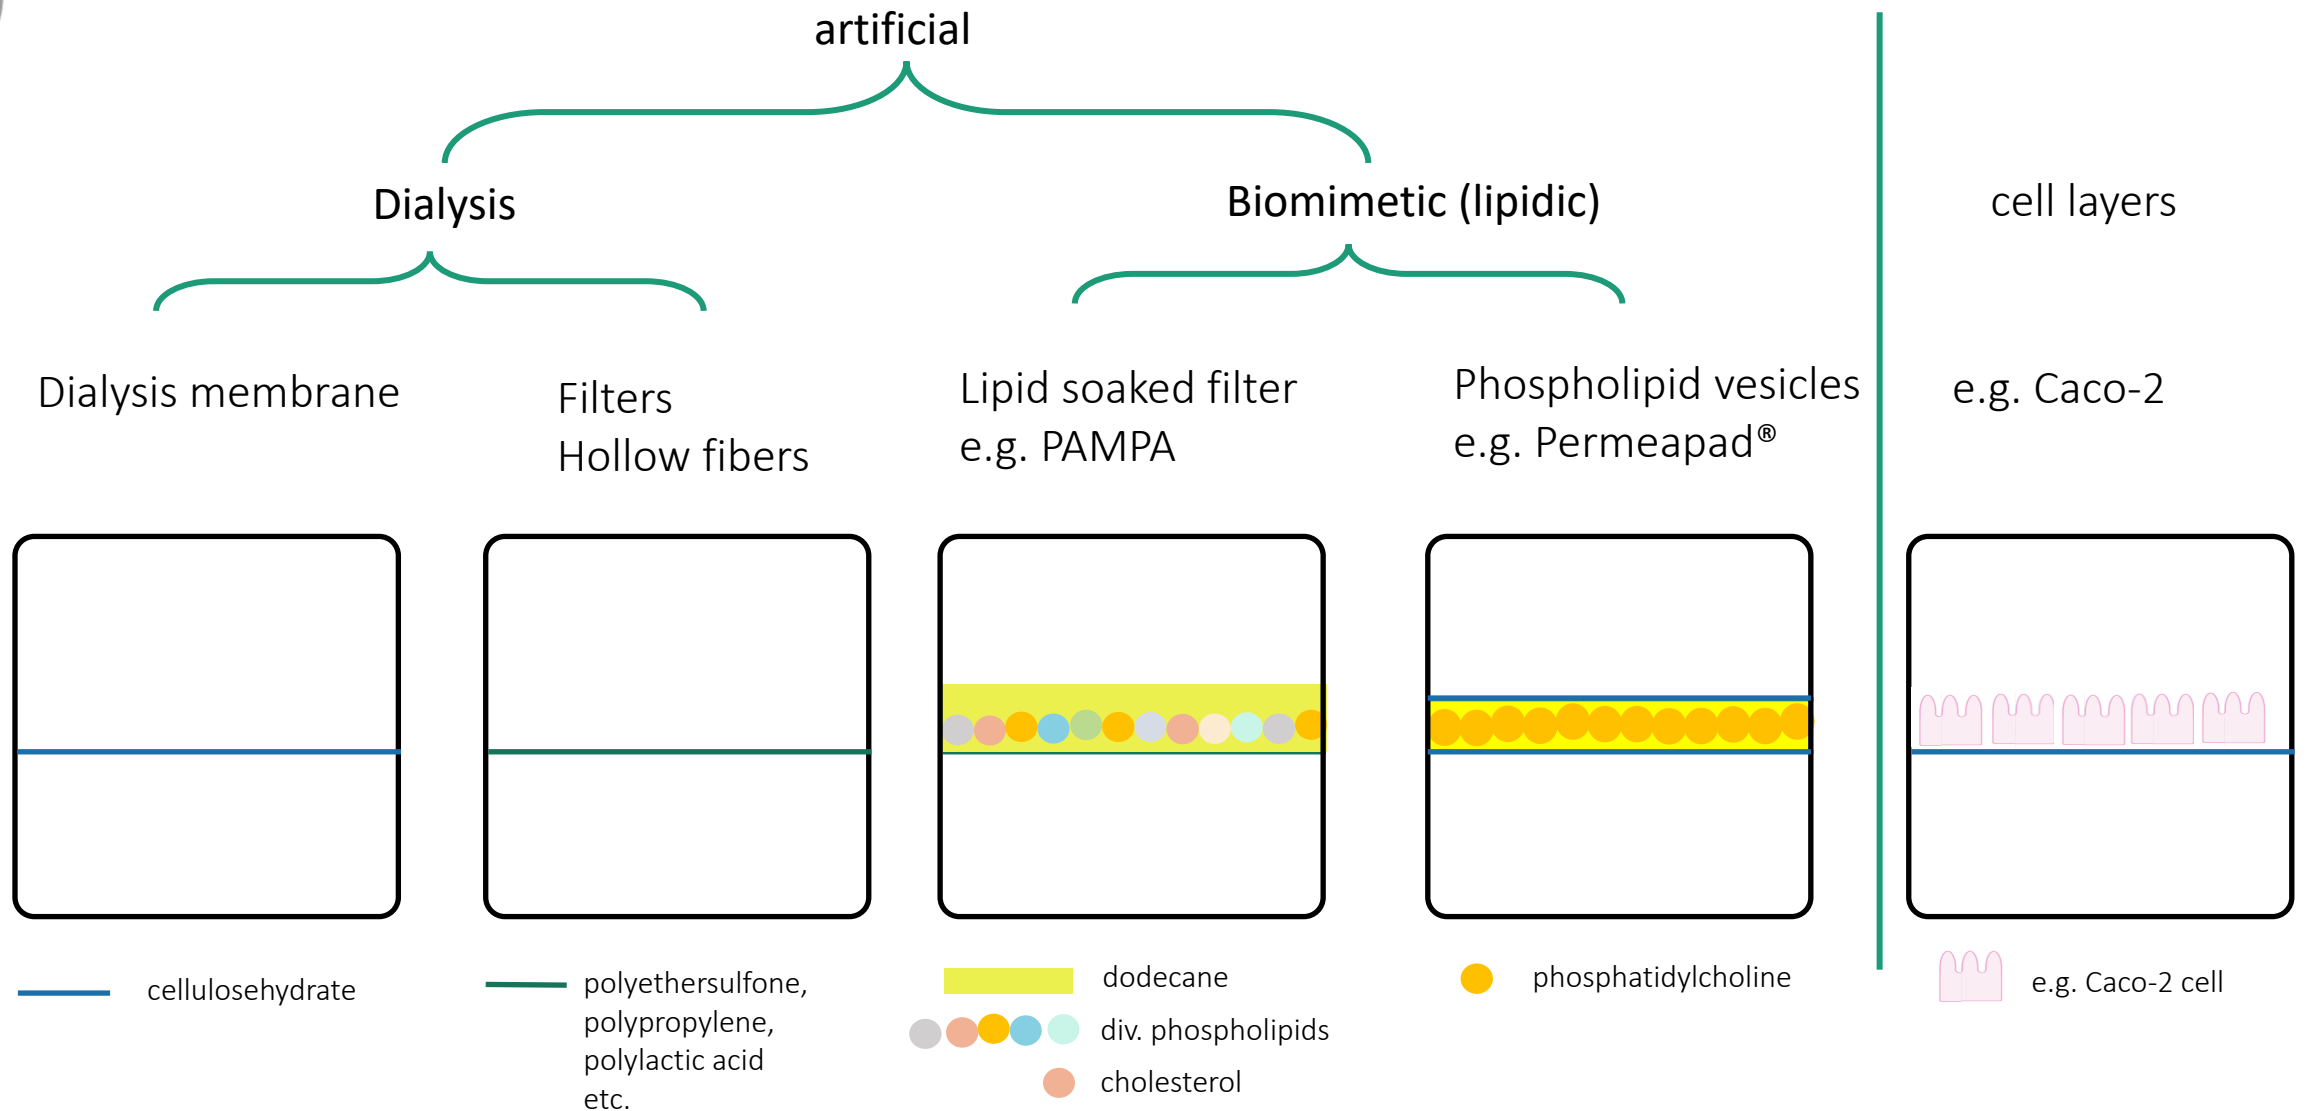 artificial
Dialysis
Biomimetic (lipidic)
cell layers
Dialysis membrane
Filters
Hollow fibers
Lipid soaked filter
e.g. PAMPA
Phospholipid vesicles
e.g. Permeapad®
e.g. Caco-2
cellulosehydrate
polyethersulfone,
polypropylene,
polylactic acid
etc.
dodecane
div. phospholipids
cholesterol
phosphatidylcholine
e.g. Caco-2 cell